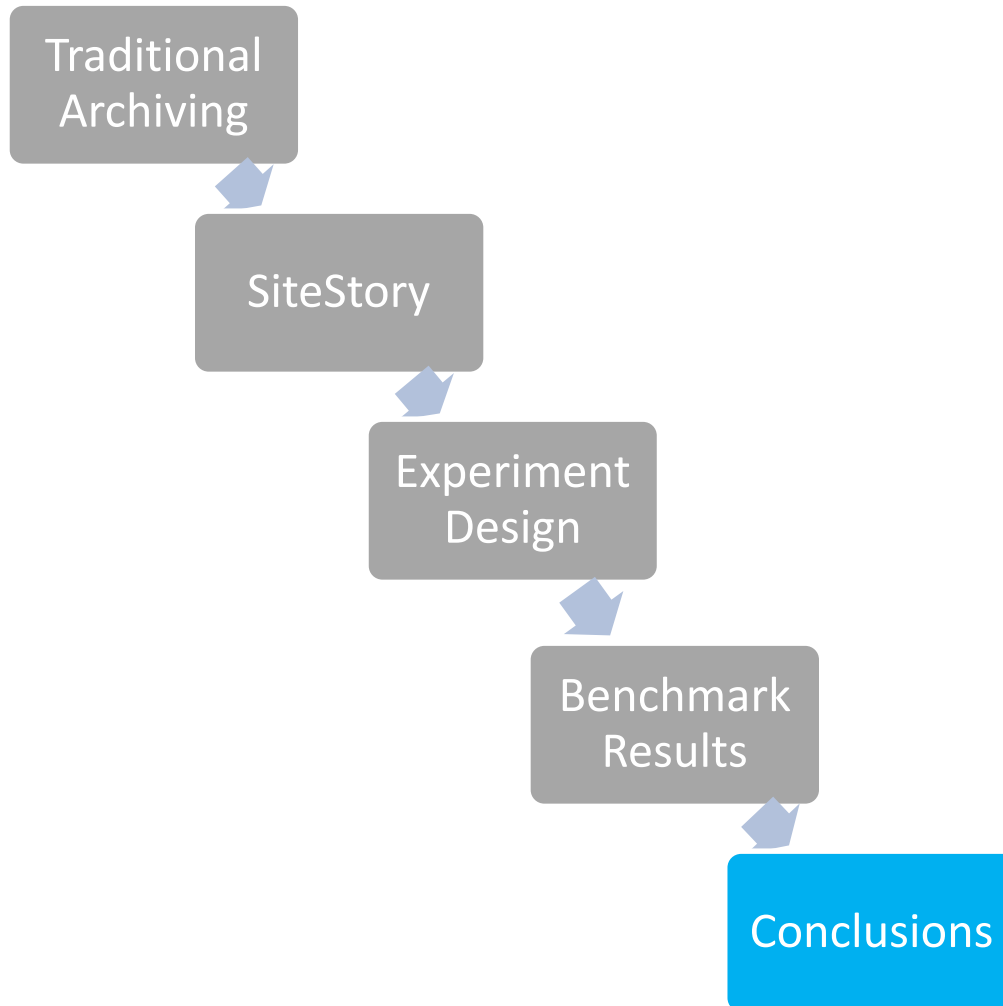 Traditional
Archiving
SiteStory
Experiment
Design
Benchmark
Results
Conclusions